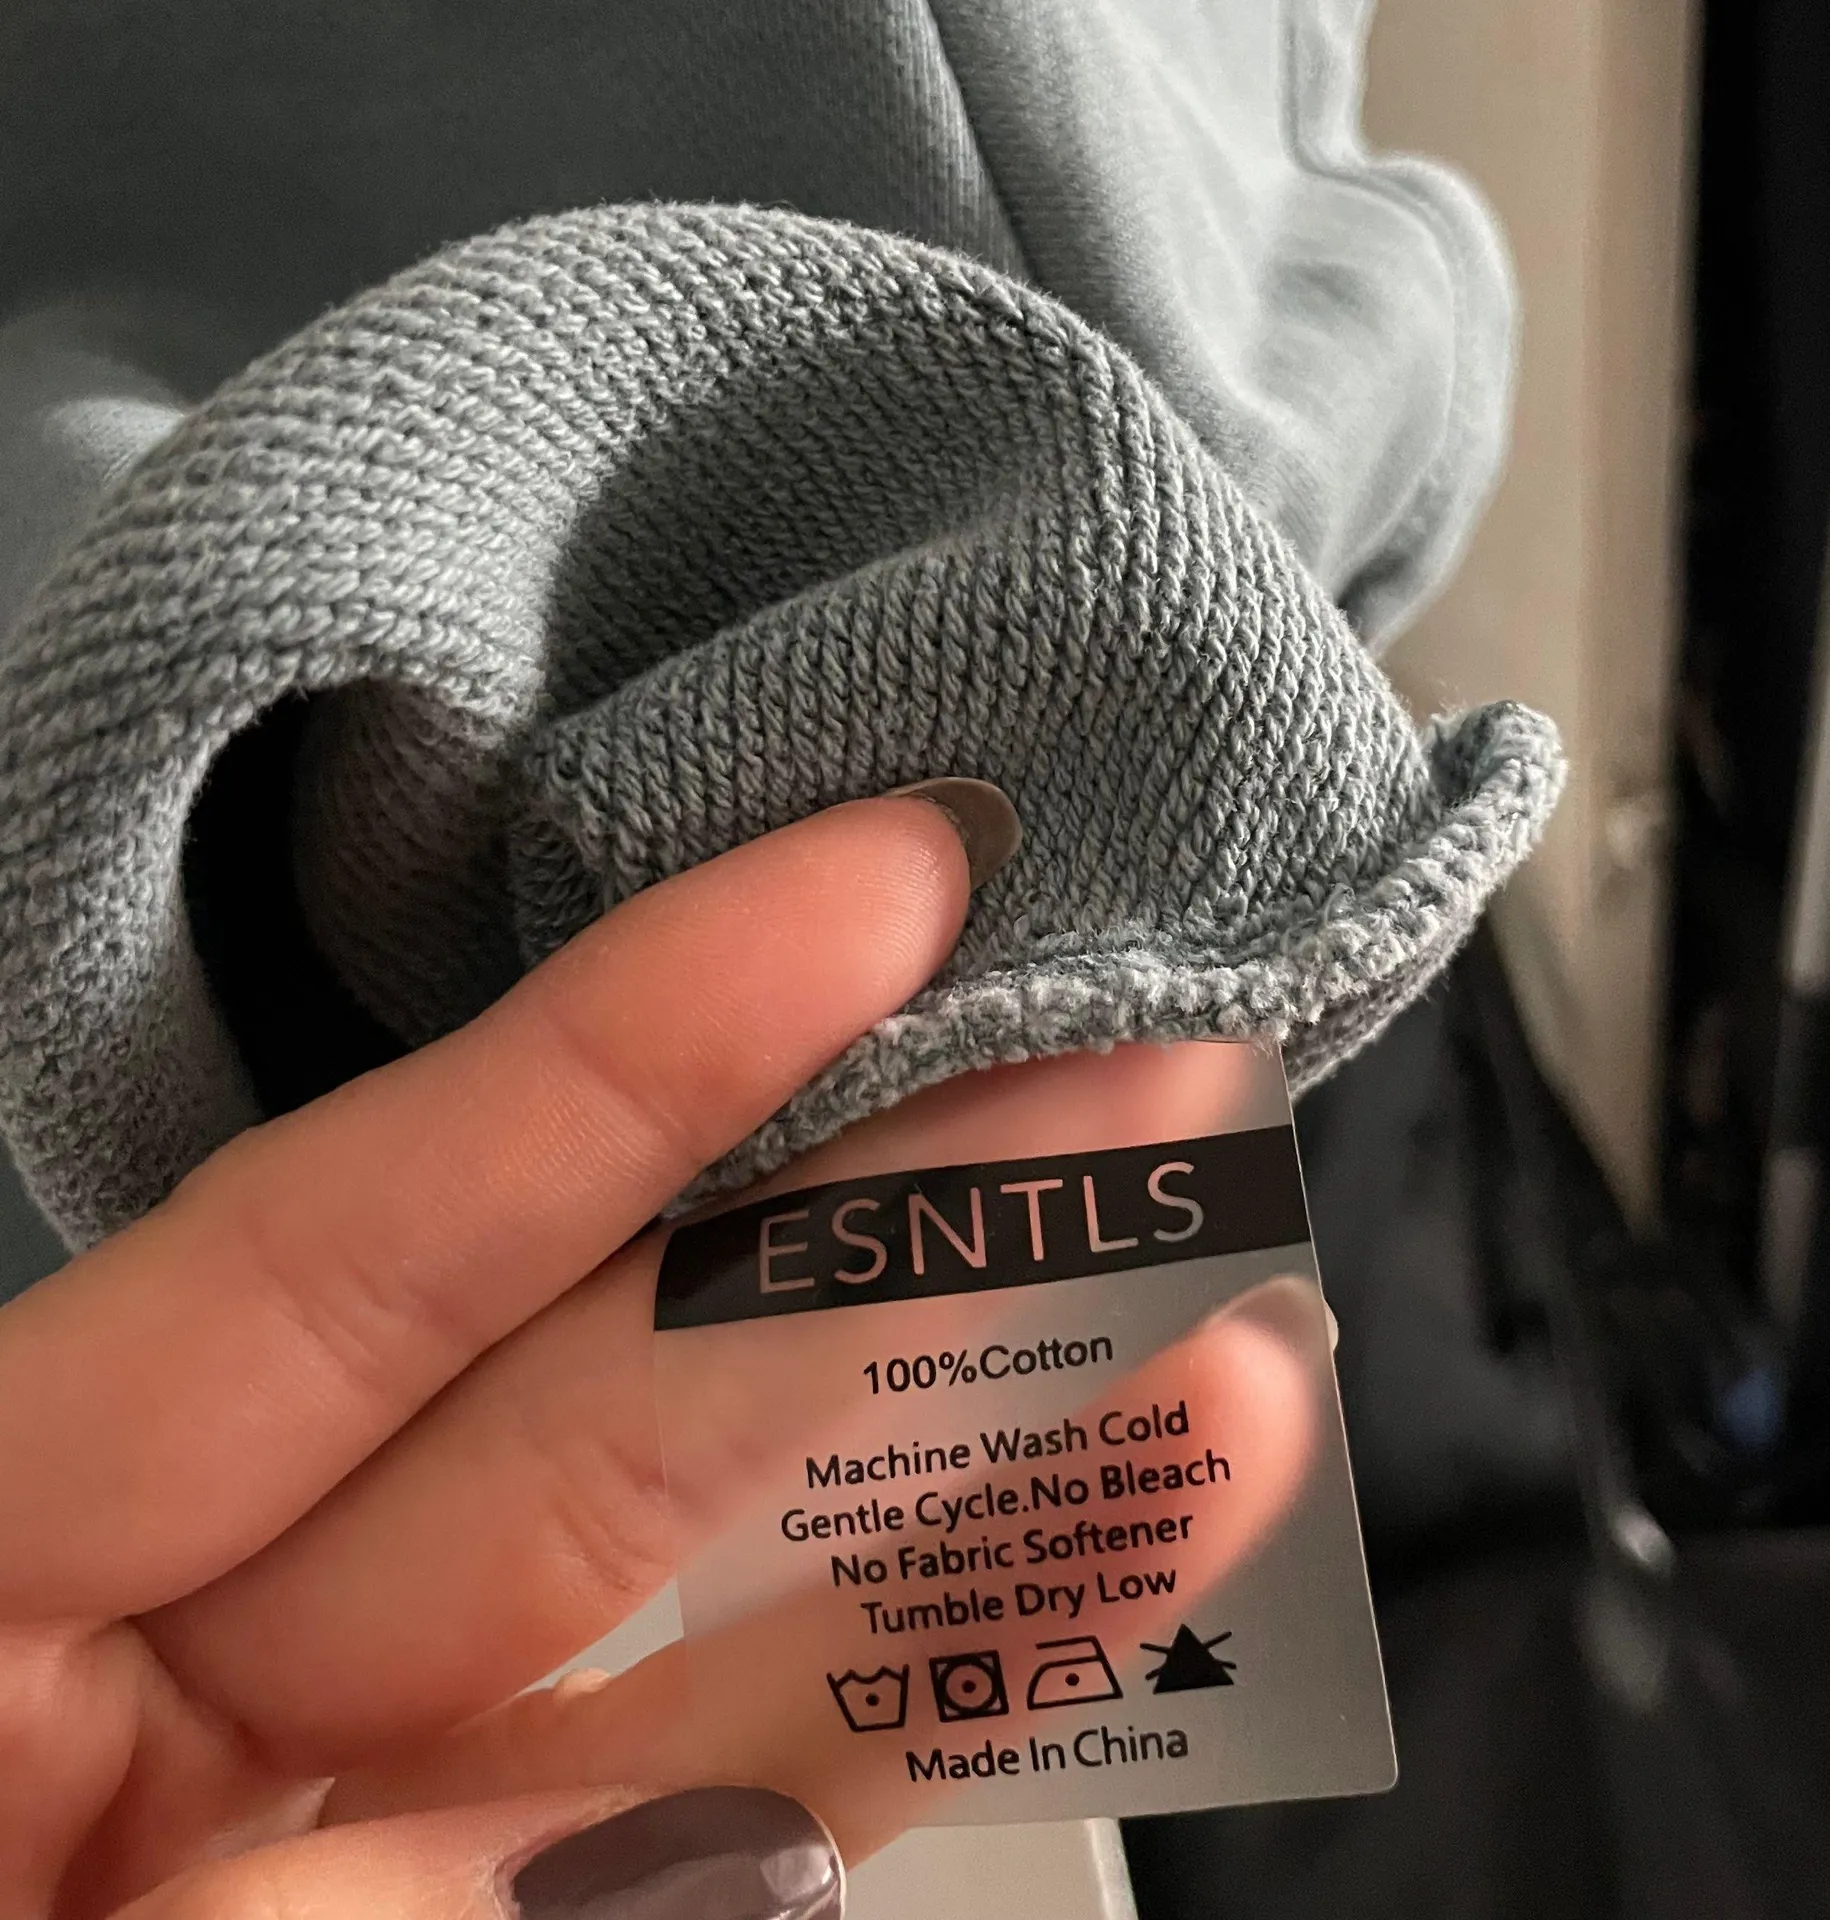 ESNTLS
100%Cotton
Machine Wash Cold
Gentle Cycle.No Bleach
No Fabric Softener
Tumble Dry Low
Made In China